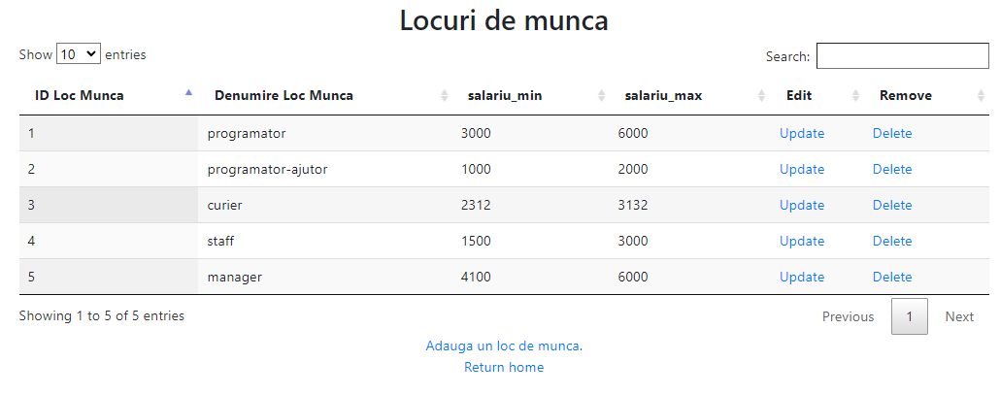 Locuri de munca
Show 10 entries Search:
ID Loc Munca Denumire Loc Munca salariu_min salariu_max Edit Remove
1 programator 3000 6000 Update Delete
2 programator-ajutor 1000 2000 Update Delete
3 curier 2312 3132 Update Delete
4 staff 1500 3000 Update Delete
5 manager 4100 6000 Update Delete
Showing 1 to 5 of 5 entries Previous 1 Next
Adauga un loc de munca.
Return home